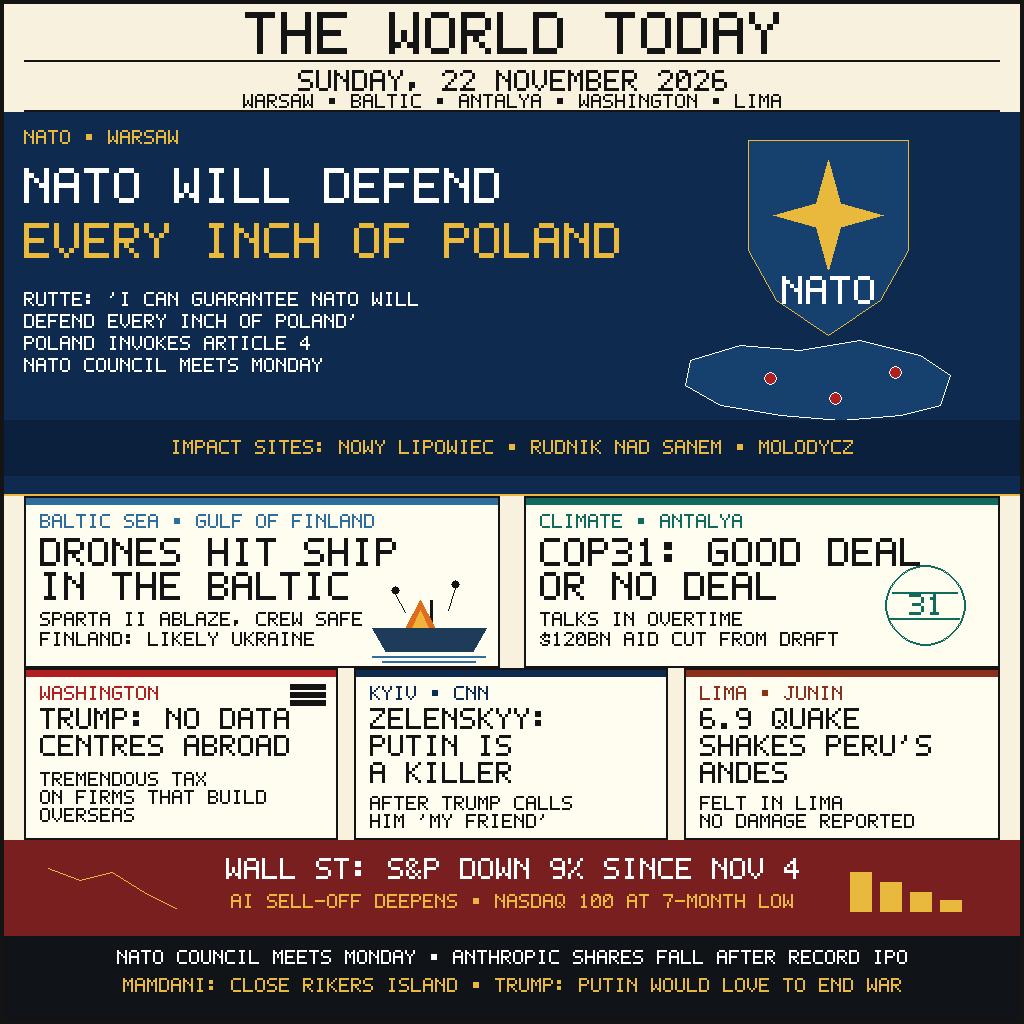 THE WORLD TODAY
SUNDAY, 22 NOVEMBER 2026
WARSAW ▪ BALTIC ▪ ANTALYA ▪ WASHINGTON ▪ LIMA
NATO ▪ WARSAW
NATO WILL DEFEND
EVERY INCH OF POLAND
RUTTE: 'I CAN GUARANTEE NATO WILL
DEFEND EVERY INCH OF POLAND'
POLAND INVOKES ARTICLE 4
NATO COUNCIL MEETS MONDAY
NATO
IMPACT SITES: NOWY LIPOWIEC ▪ RUDNIK NAD SANEM ▪ MOLODYCZ
BALTIC SEA ▪ GULF OF FINLAND
DRONES HIT SHIP
IN THE BALTIC
SPARTA II ABLAZE, CREW SAFE
FINLAND: LIKELY UKRAINE
CLIMATE ▪ ANTALYA
COP31: GOOD DEAL
OR NO DEAL
TALKS IN OVERTIME
$120BN AID CUT FROM DRAFT
31
WASHINGTON
TRUMP: NO DATA
CENTRES ABROAD
TREMENDOUS TAX
ON FIRMS THAT BUILD
OVERSEAS
KYIV ▪ CNN
ZELENSKYY:
PUTIN IS
A KILLER
AFTER TRUMP CALLS
HIM 'MY FRIEND'
LIMA ▪ JUNIN
6.9 QUAKE
SHAKES PERU'S
ANDES
FELT IN LIMA
NO DAMAGE REPORTED
WALL ST: S&P DOWN 9% SINCE NOV 4
AI SELL-OFF DEEPENS ▪ NASDAQ 100 AT 7-MONTH LOW
NATO COUNCIL MEETS MONDAY ▪ ANTHROPIC SHARES FALL AFTER RECORD IPO
MAMDANI: CLOSE RIKERS ISLAND ▪ TRUMP: PUTIN WOULD LOVE TO END WAR